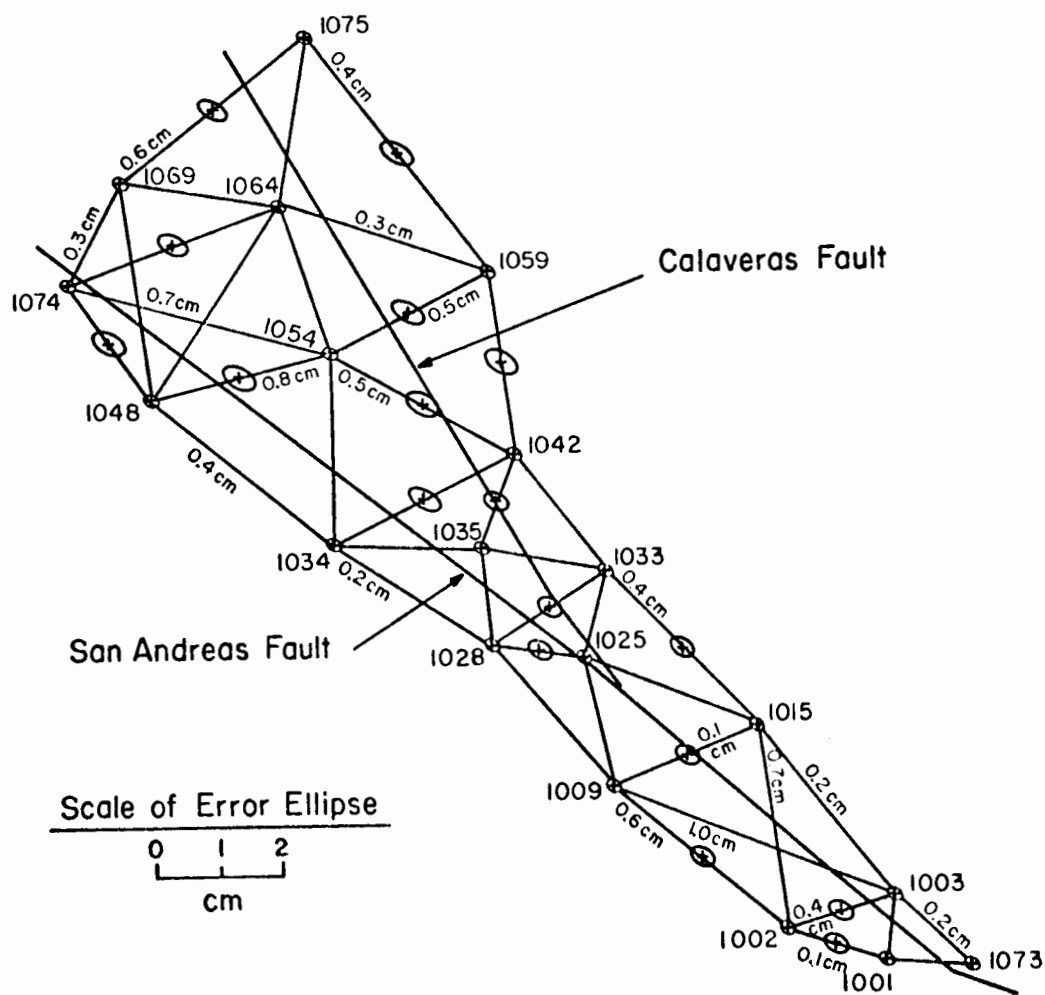 1075
0.4cm
0.6cm
1069
1064
0.3cm
0.3cm
1059
Calaveras Fault
1074
0.7cm
0.5cm
1054
0.8cm
0.5cm
1048
0.4cm
1042
1035
1034
1033
0.2cm
0.4cm
San Andreas Fault
1028
1025
1015
0.1
cm
0.7cm
0.2cm
1009
0.6cm
1.0cm
Scale of Error Ellipse
0 1 2
cm
1003
0.4
cm
0.2cm
1002
0.1cm
1001
1073